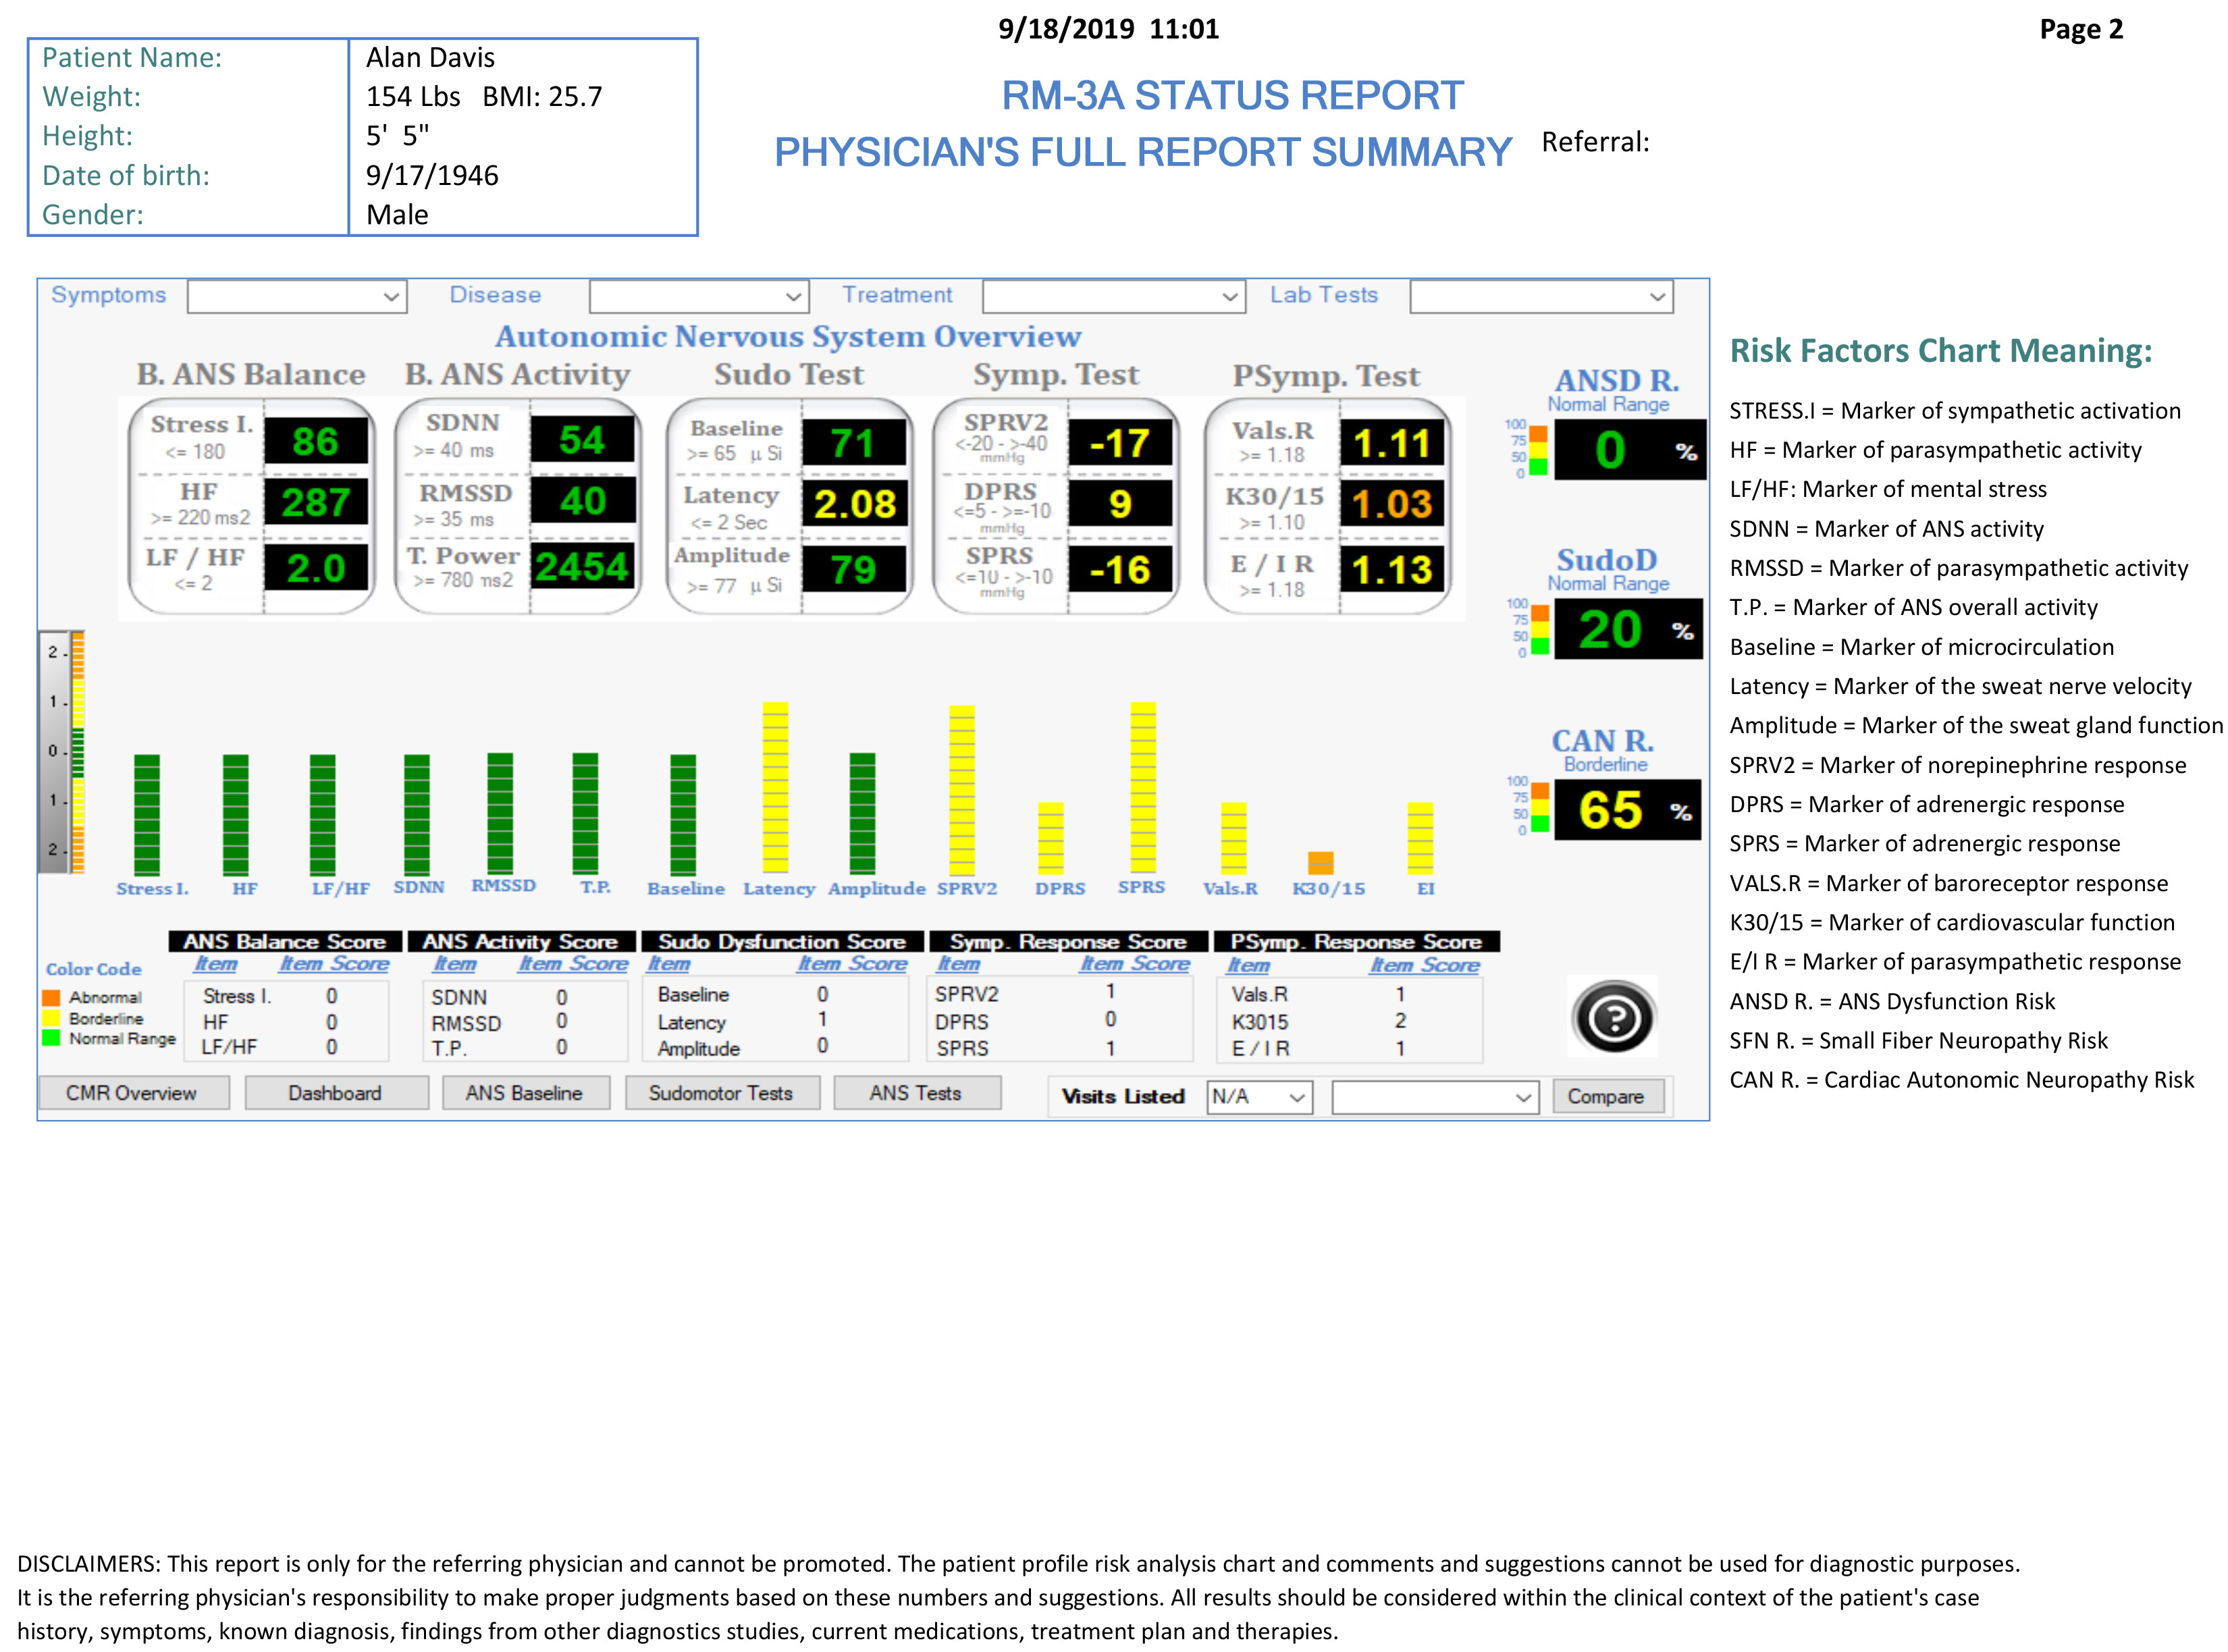 9/18/2019 11:01
Page 2
Patient Name: Alan Davis
Weight: 154 Lbs BMI: 25.7
Height: 5' 5"
Date of birth: 9/17/1946
Gender: Male
RM-3A STATUS REPORT
PHYSICIAN'S FULL REPORT SUMMARY
Referral:
Symptoms Disease Treatment Lab Tests
Autonomic Nervous System Overview
B. ANS Balance
Stress I. <= 180 86
HF >= 220 ms2 287
LF / HF <= 2 2.0
B. ANS Activity
SDNN >= 40 ms 54
RMSSD >= 35 ms 40
T. Power >= 780 ms2 2454
Sudo Test
Baseline >= 65 µ Si 71
Latency <= 2 Sec 2.08
Amplitude >= 77 µ Si 79
Symp. Test
SPRV2 <-20 - >-40 mmHg -17
DPRS <=5 - >=-10 mmHg 9
SPRS <=10 - >-10 mmHg -16
PSymp. Test
Vals.R >= 1.18 1.11
K30/15 >= 1.10 1.03
E / I R >= 1.18 1.13
ANSD R.
Normal Range
100
75
50
0
0 %
SudoD
Normal Range
100
75
50
0
20 %
CAN R.
Borderline
100
75
50
0
65 %
2
1
0
1
2
Stress I. HF LF/HF SDNN RMSSD T.P. Baseline Latency Amplitude SPRV2 DPRS SPRS Vals.R K30/15 EI
Color Code
Abnormal
Borderline
Normal Range
ANS Balance Score
Item Item Score
Stress I. 0
HF 0
LF/HF 0
ANS Activity Score
Item Item Score
SDNN 0
RMSSD 0
T.P. 0
Sudo Dysfunction Score
Item Item Score
Baseline 0
Latency 1
Amplitude 0
Symp. Response Score
Item Item Score
SPRV2 1
DPRS 0
SPRS 1
PSymp. Response Score
Item Item Score
Vals.R 1
K3015 2
E / I R 1
?
CMR Overview Dashboard ANS Baseline Sudomotor Tests ANS Tests Visits Listed N/A Compare
Risk Factors Chart Meaning:
STRESS.I = Marker of sympathetic activation
HF = Marker of parasympathetic activity
LF/HF: Marker of mental stress
SDNN = Marker of ANS activity
RMSSD = Marker of parasympathetic activity
T.P. = Marker of ANS overall activity
Baseline = Marker of microcirculation
Latency = Marker of the sweat nerve velocity
Amplitude = Marker of the sweat gland function
SPRV2 = Marker of norepinephrine response
DPRS = Marker of adrenergic response
SPRS = Marker of adrenergic response
VALS.R = Marker of baroreceptor response
K30/15 = Marker of cardiovascular function
E/I R = Marker of parasympathetic response
ANSD R. = ANS Dysfunction Risk
SFN R. = Small Fiber Neuropathy Risk
CAN R. = Cardiac Autonomic Neuropathy Risk
DISCLAIMERS: This report is only for the referring physician and cannot be promoted. The patient profile risk analysis chart and comments and suggestions cannot be used for diagnostic purposes.
It is the referring physician's responsibility to make proper judgments based on these numbers and suggestions. All results should be considered within the clinical context of the patient's case
history, symptoms, known diagnosis, findings from other diagnostics studies, current medications, treatment plan and therapies.